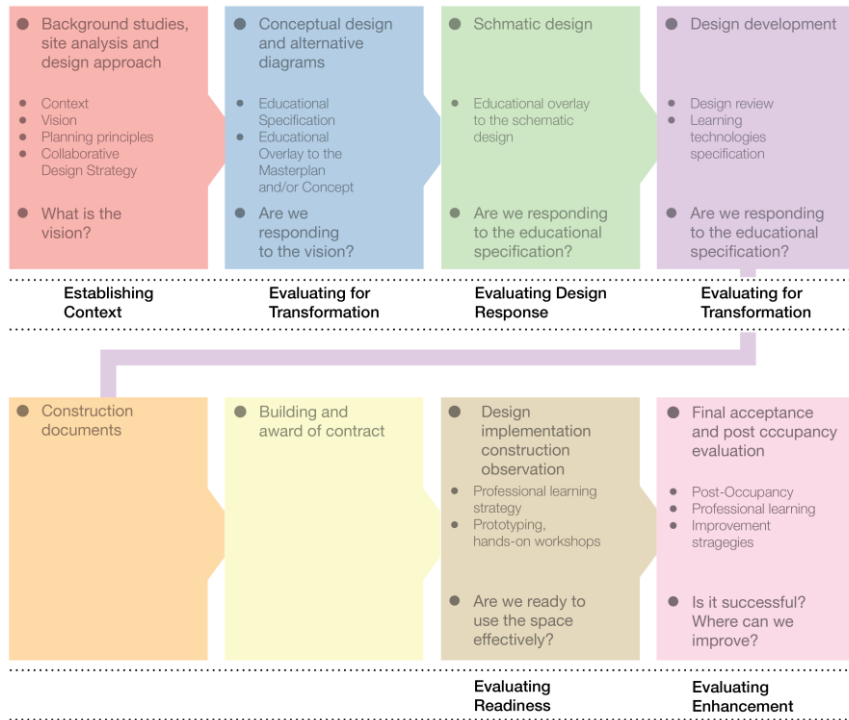 Background studies,
site analysis and
design approach
Context
Vision
Planning principles
Collaborative
Design Strategy
What is the
vision?
Conceptual design
and alternative
diagrams
Educational
Specification
Educational
Overlay to the
Masterplan
and/or Concept
Are we
responding
to the vision?
Schmatic design
Educational overlay
to the schematic
design
Are we responding
to the educational
specification?
Design development
Design review
Learning
technologies
specification
Are we responding
to the educational
specification?
Establishing
Context
Evaluating for
Transformation
Evaluating Design
Response
Evaluating for
Transformation
Construction
documents
Building and
award of contract
Design
implementation
construction
observation
Professional learning
strategy
Prototyping,
hands-on workshops
Are we ready to
use the space
effectively?
Final acceptance
and post cccupancy
evaluation
Post-Occupancy
Professional learning
Improvement
stragegies
Is it successful?
Where can we
improve?
Evaluating
Readiness
Evaluating
Enhancement